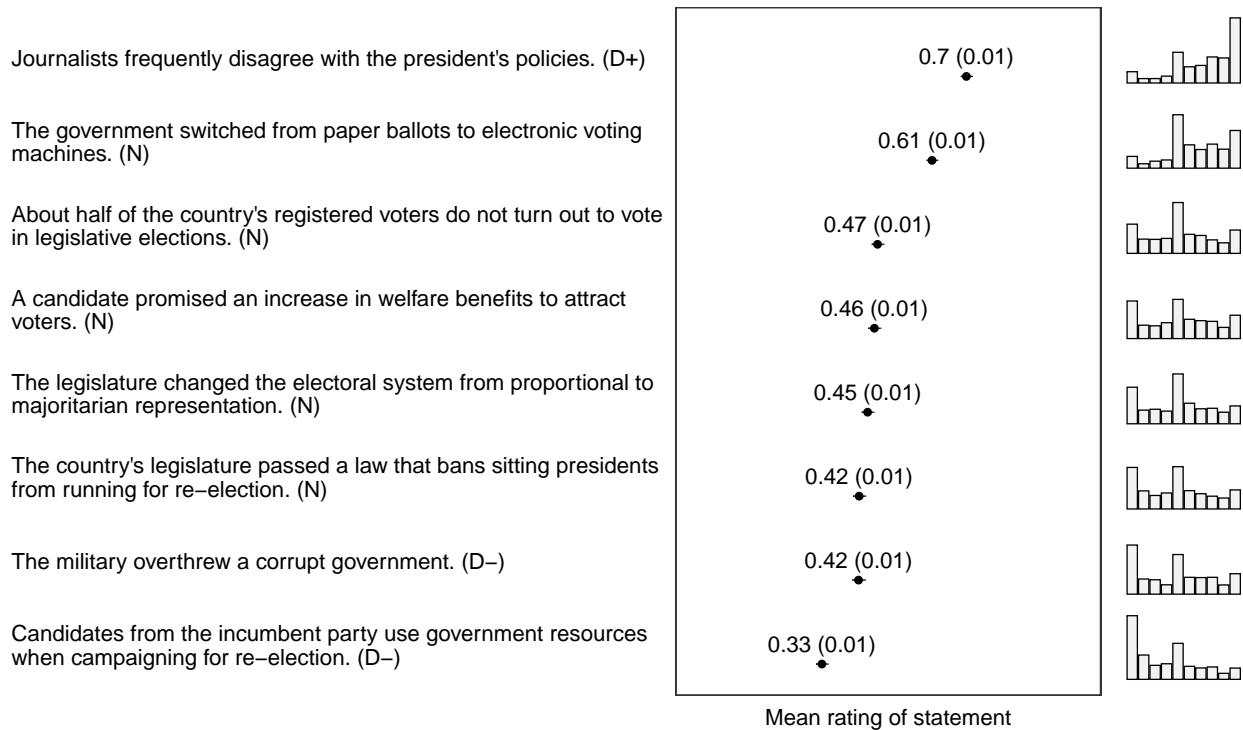 Journalists frequently disagree with the president's policies. (D+)
0.7 (0.01)
The government switched from paper ballots to electronic voting
machines. (N)
0.61 (0.01)
About half of the country's registered voters do not turn out to vote
in legislative elections. (N)
0.47 (0.01)
A candidate promised an increase in welfare benefits to attract
voters. (N)
0.46 (0.01)
The legislature changed the electoral system from proportional to
majoritarian representation. (N)
0.45 (0.01)
The country's legislature passed a law that bans sitting presidents
from running for re−election. (N)
0.42 (0.01)
The military overthrew a corrupt government. (D−)
0.42 (0.01)
Candidates from the incumbent party use government resources
when campaigning for re−election. (D−)
0.33 (0.01)
Mean rating of statement